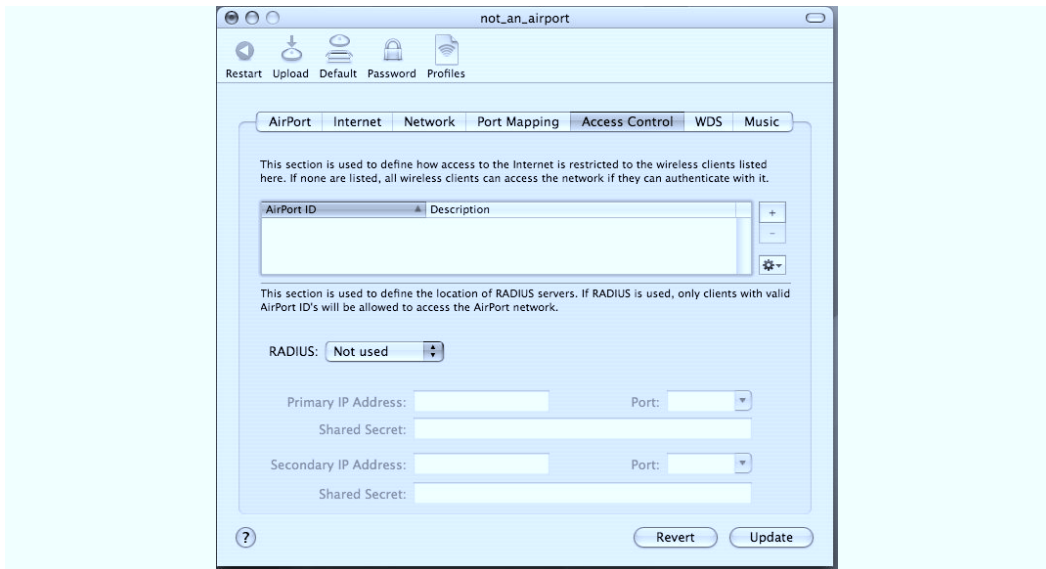 not_an_airport
Restart Upload Default Password Profiles
AirPort Internet Network Port Mapping Access Control WDS Music
This section is used to define how access to the Internet is restricted to the wireless clients listed
here. If none are listed, all wireless clients can access the network if they can authenticate with it.
AirPort ID Description
+
-
This section is used to define the location of RADIUS servers. If RADIUS is used, only clients with valid
AirPort ID's will be allowed to access the AirPort network.
RADIUS: Not used
Primary IP Address: Port:
Shared Secret:
Secondary IP Address: Port:
Shared Secret:
? Revert Update